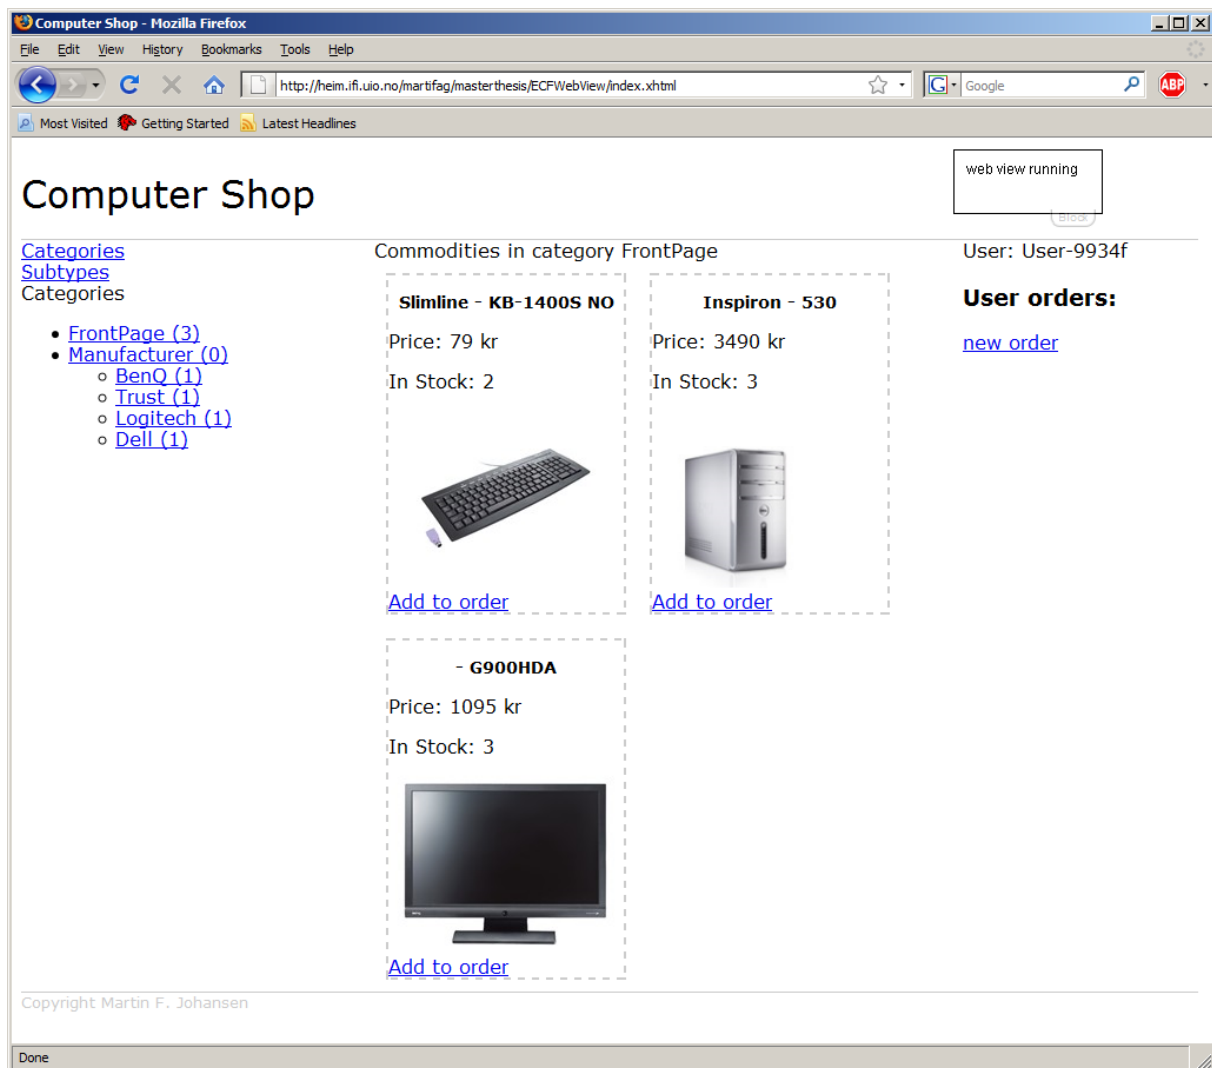 Computer Shop - Mozilla Firefox
File Edit View History Bookmarks Tools Help
http://heim.ifi.uio.no/martifag/masterthesis/ECFWebView/index.xhtml
G Google
ABP
Most Visited Getting Started Latest Headlines
Computer Shop
web view running
Block
Categories
Subtypes
Categories
FrontPage (3)
Manufacturer (0)
BenQ (1)
Trust (1)
Logitech (1)
Dell (1)
Commodities in category FrontPage
Slimline - KB-1400S NO
Price: 79 kr
In Stock: 2
Add to order
Inspiron - 530
Price: 3490 kr
In Stock: 3
Add to order
- G900HDA
Price: 1095 kr
In Stock: 3
Add to order
User: User-9934f
User orders:
new order
Copyright Martin F. Johansen
Done